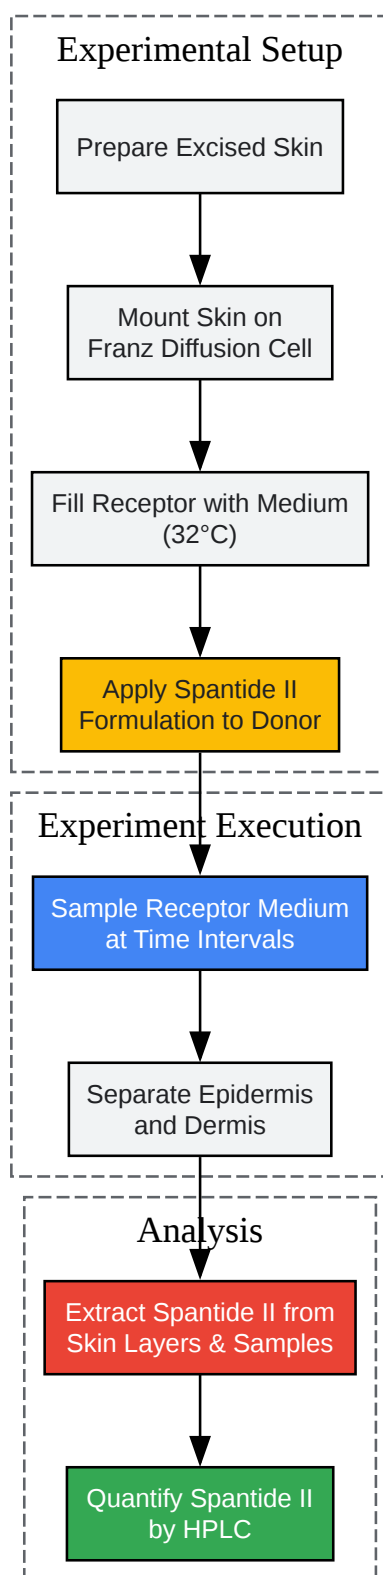 Experimental Setup
Prepare Excised Skin
Mount Skin on
Franz Diffusion Cell
Fill Receptor with Medium
(32°C)
Apply Spantide II
Formulation to Donor
Experiment Execution
Sample Receptor Medium
at Time Intervals
Separate Epidermis
and Dermis
Analysis
Extract Spantide II from
Skin Layers & Samples
Quantify Spantide II
by HPLC